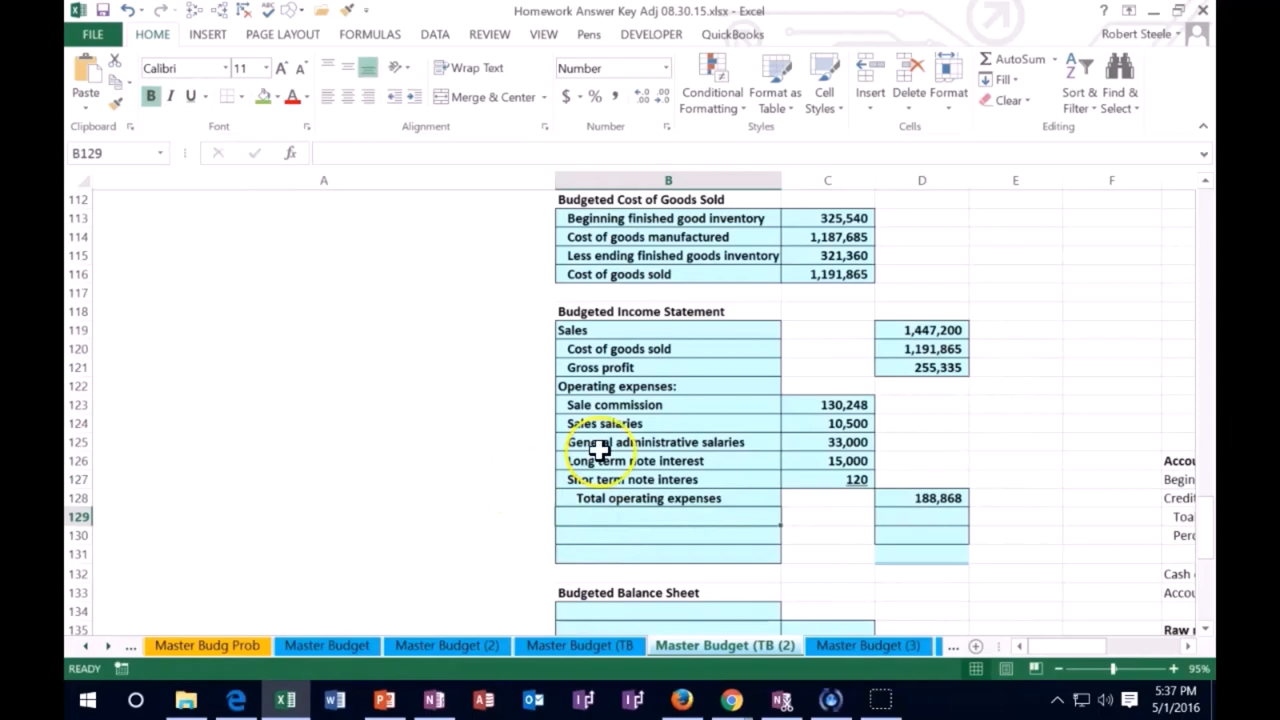 Homework Answer Key Adj 08.30.15.xlsx - Excel
FILE HOME INSERT PAGE LAYOUT FORMULAS DATA REVIEW VIEW Pens DEVELOPER QuickBooks Robert Steele
Paste
Calibri 11
B I U
Wrap Text
Merge & Center
Number
$ % ,
Conditional Formatting
Format as Table
Cell Styles
Insert Delete Format
AutoSum
Fill
Clear
Sort & Filter
Find & Select
Clipboard Font Alignment Number Styles Cells Editing
B129 fx
A B C D E F
112 Budgeted Cost of Goods Sold
113 Beginning finished good inventory 325,540
114 Cost of goods manufactured 1,187,685
115 Less ending finished goods inventory 321,360
116 Cost of goods sold 1,191,865
117
118 Budgeted Income Statement
119 Sales 1,447,200
120 Cost of goods sold 1,191,865
121 Gross profit 255,335
122 Operating expenses:
123 Sale commission 130,248
124 Sales salaries 10,500
125 General administrative salaries 33,000
126 Long term note interest 15,000 Accou
127 Shor term note interes 120 Begin
128 Total operating expenses 188,868 Credit
129 Toa
130 Perc
131
132 Cash
133 Budgeted Balance Sheet Accou
134
135 Raw
... Master Budg Prob Master Budget Master Budget (2) Master Budget (TB Master Budget (TB (2) Master Budget (3) ...
READY 95%
5:37 PM
5/1/2016